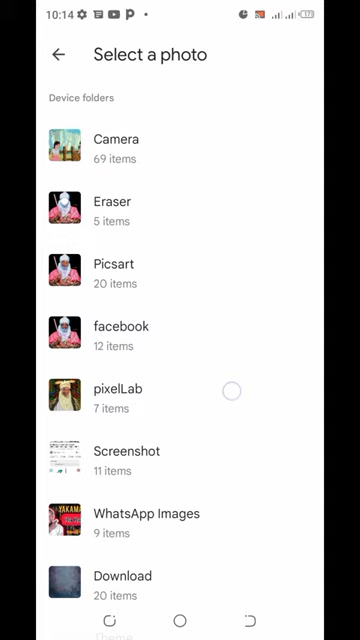 10:14
Select a photo
Device folders
Camera
69 items
Eraser
5 items
Picsart
20 items
facebook
12 items
pixelLab
7 items
Screenshot
11 items
WhatsApp Images
9 items
Download
20 items
Theme